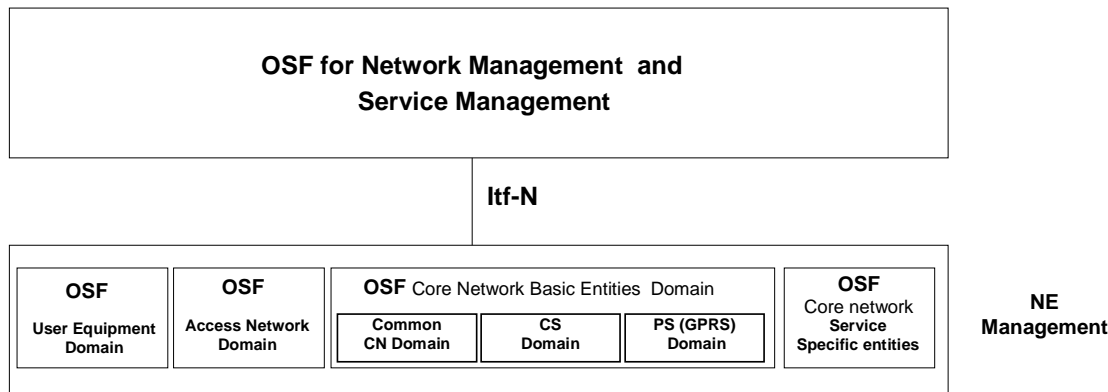 OSF for Network Management and
Service Management
Itf-N
OSF
User Equipment
Domain
OSF
Access Network
Domain
OSF Core Network Basic Entities Domain
Common
CN Domain
CS
Domain
PS (GPRS)
Domain
OSF
Core network
Service
Specific entities
NE
Management